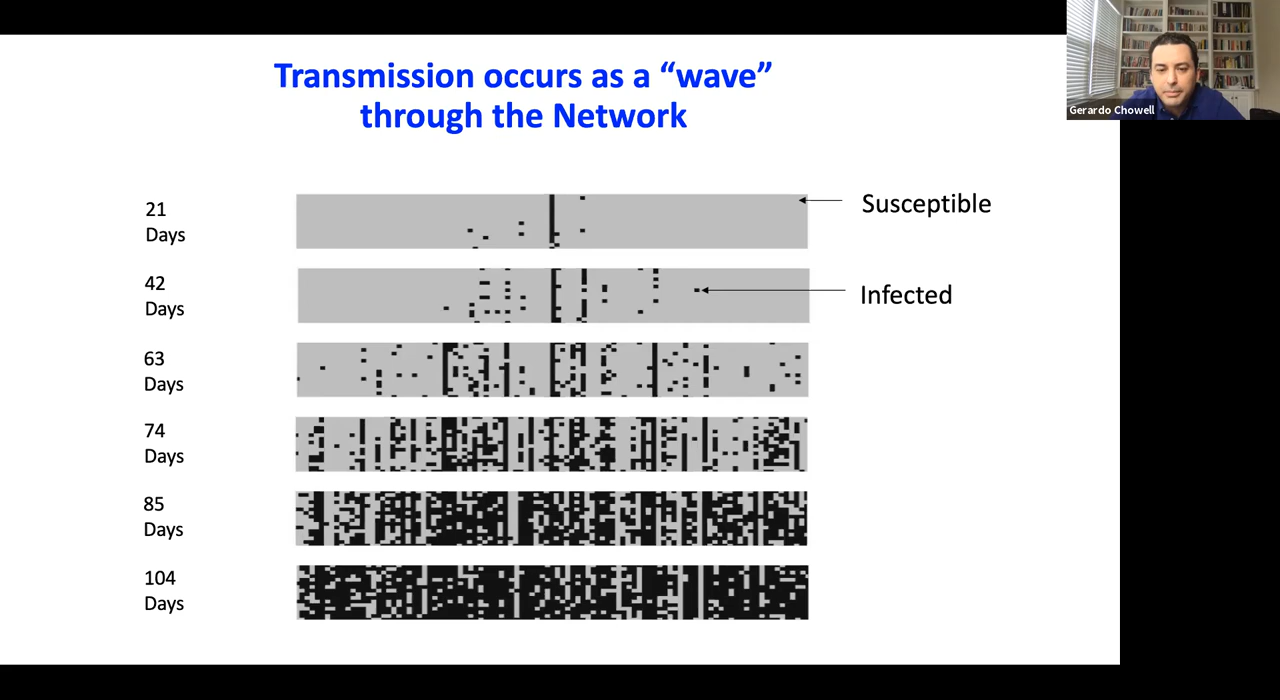 Transmission occurs as a “wave”
through the Network
Gerardo Chowell
21
Days
Susceptible
42
Days
Infected
63
Days
74
Days
85
Days
104
Days